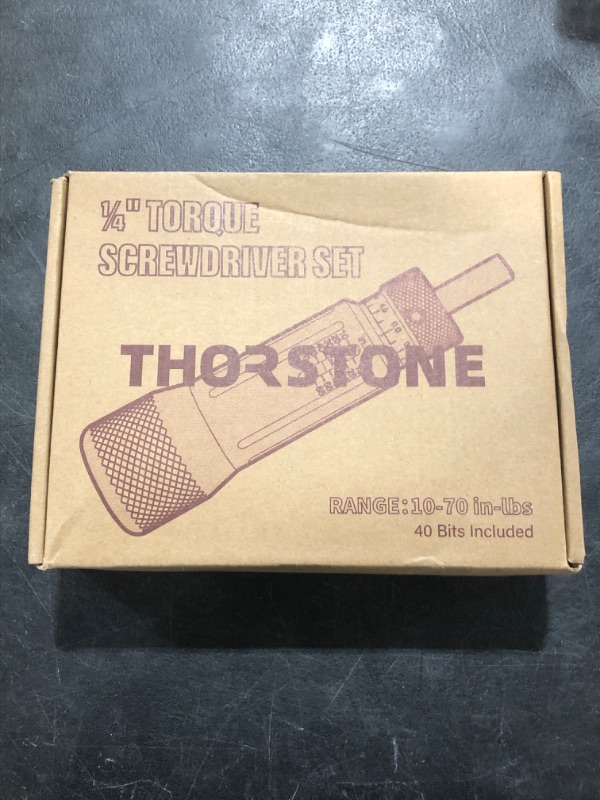 ¼" TORQUE
SCREWDRIVER SET
THORSTONE
RANGE:10-70 in-lbs
40 Bits Included